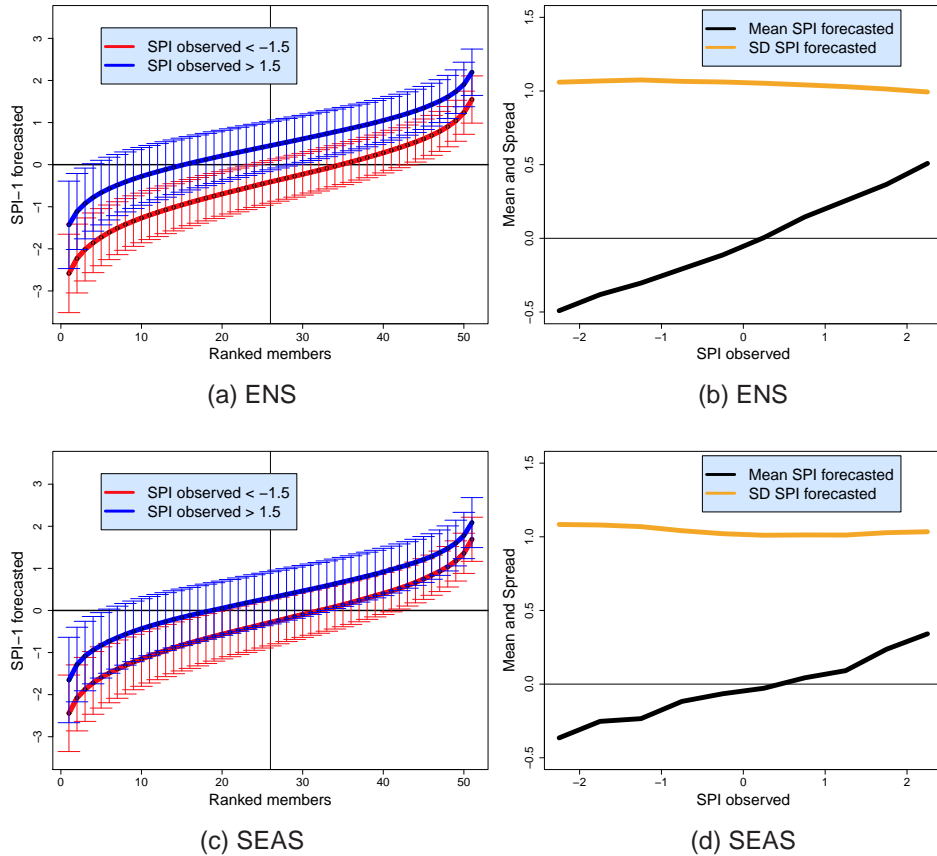 SPI observed < −1.5
SPI observed > 1.5
SPI−1 forecasted
3
2
1
0
−1
−2
−3
0 10 20 30 40 50
Ranked members
(a) ENS
Mean SPI forecasted
SD SPI forecasted
Mean and Spread
1.5
1.0
0.5
0.0
−0.5
−2 −1 0 1 2
SPI observed
(b) ENS
SPI observed < −1.5
SPI observed > 1.5
SPI−1 forecasted
3
2
1
0
−1
−2
−3
0 10 20 30 40 50
Ranked members
(c) SEAS
Mean SPI forecasted
SD SPI forecasted
Mean and Spread
1.5
1.0
0.5
0.0
−0.5
−2 −1 0 1 2
SPI observed
(d) SEAS